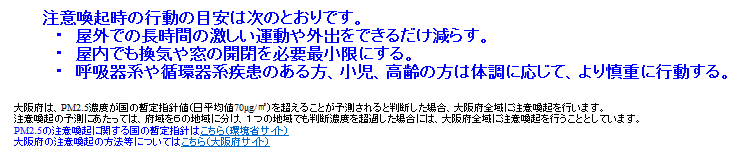 注意喚起時の行動の目安は次のとおりです。
・ 屋外での長時間の激しい運動や外出をできるだけ減らす。
・ 屋内でも換気や窓の開閉を必要最小限にする。
・ 呼吸器系や循環器系疾患のある方、小児、高齢の方は体調に応じて、より慎重に行動する。
大阪府は、PM2.5濃度が国の暫定指針値(日平均値70μg/㎥)を超えることが予測されると判断した場合、大阪府全域に注意喚起を行います。
注意喚起の予測にあたっては、府域を6の地域に分け、1つの地域でも判断濃度を超過した場合には、大阪府全域に注意喚起を行うこととしています。
PM2.5の注意喚起に関する国の暫定指針はこちら(環境省サイト)
大阪府の注意喚起の方法等についてはこちら(大阪府サイト)